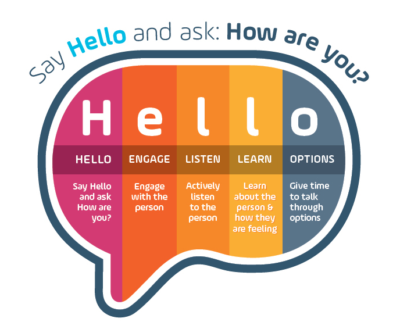 Say Hello and ask: How are you?
Hello
HELLO ENGAGE LISTEN LEARN OPTIONS
Say Hello
and ask
How are
you?
Engage
with the
person
Actively
listen
to the
person
Learn
about the
person &
how they
are feeling
Give time
to talk
through
options